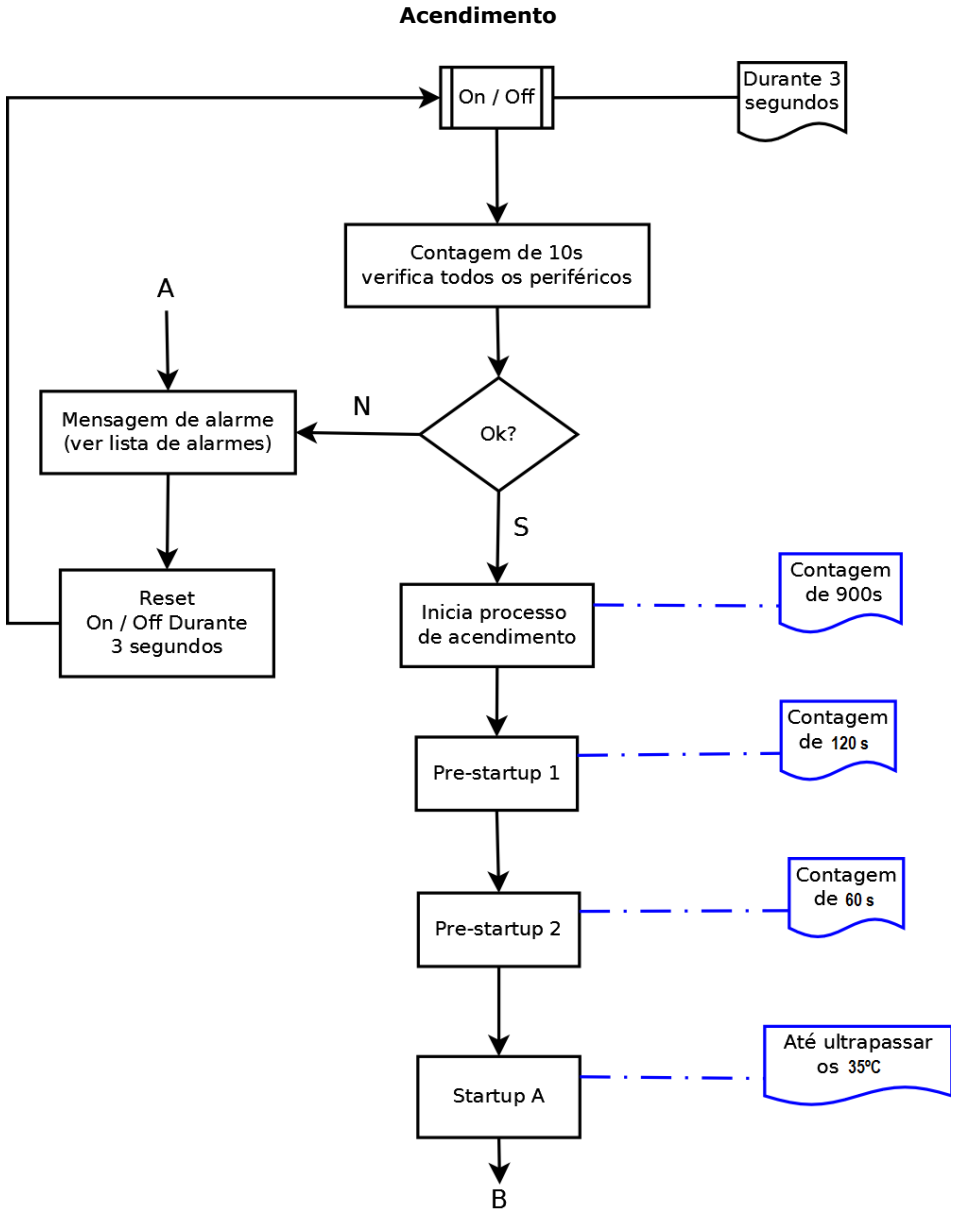 Acendimento
On / Off
Durante 3
segundos
Contagem de 10s
verifica todos os periféricos
A
Mensagem de alarme
(ver lista de alarmes)
N
Ok?
S
Reset
On / Off Durante
3 segundos
Inicia processo
de acendimento
Contagem
de 900s
Pre-startup 1
Contagem
de 120 s
Pre-startup 2
Contagem
de 60 s
Startup A
Até ultrapassar
os 35ºC
B